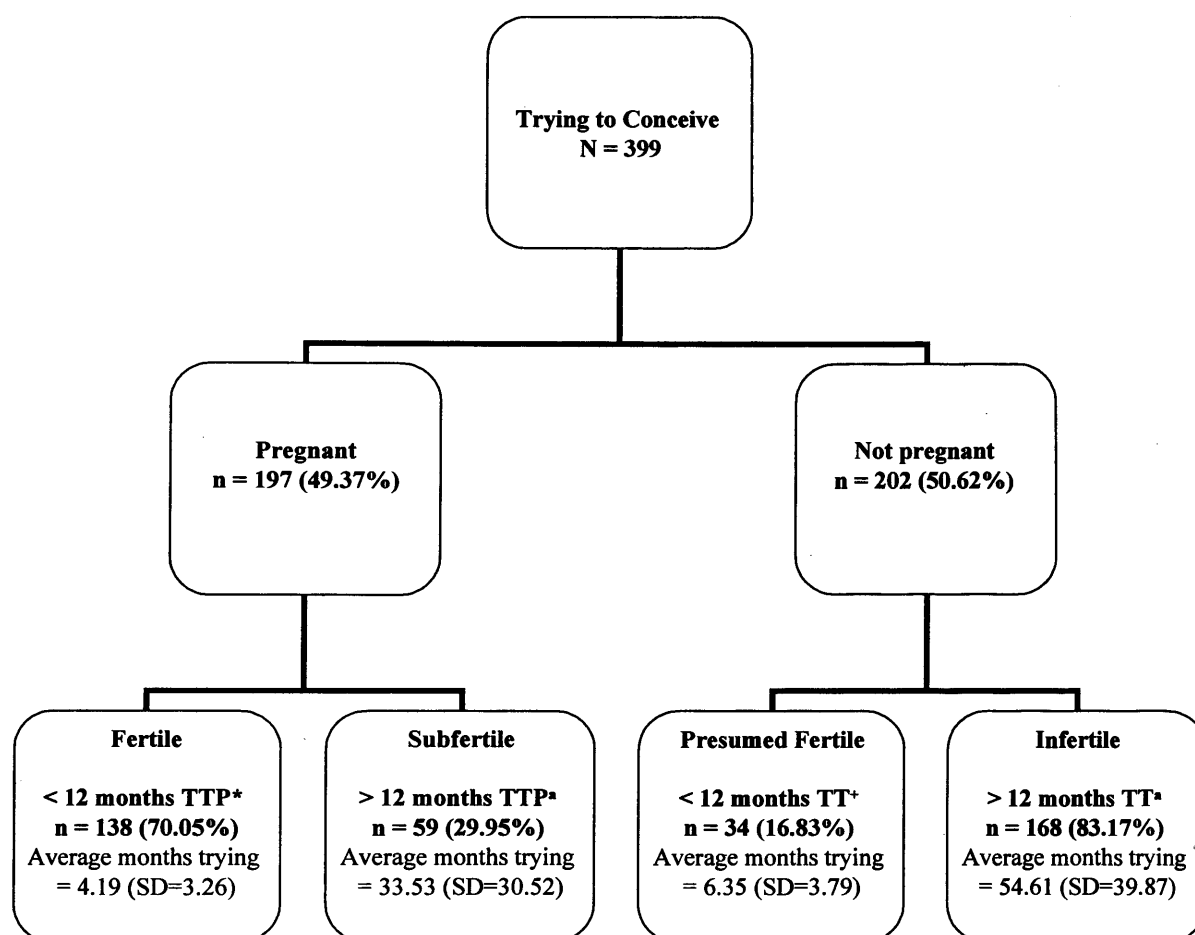 Trying to Conceive
N = 399
Pregnant
n = 197 (49.37%)
Not pregnant
n = 202 (50.62%)
Fertile
< 12 months TTP*
n = 138 (70.05%)
Average months trying
= 4.19 (SD=3.26)
Subfertile
> 12 months TTPᵃ
n = 59 (29.95%)
Average months trying
= 33.53 (SD=30.52)
Presumed Fertile
< 12 months TT⁺
n = 34 (16.83%)
Average months trying
= 6.35 (SD=3.79)
Infertile
> 12 months TTᵃ
n = 168 (83.17%)
Average months trying
= 54.61 (SD=39.87)